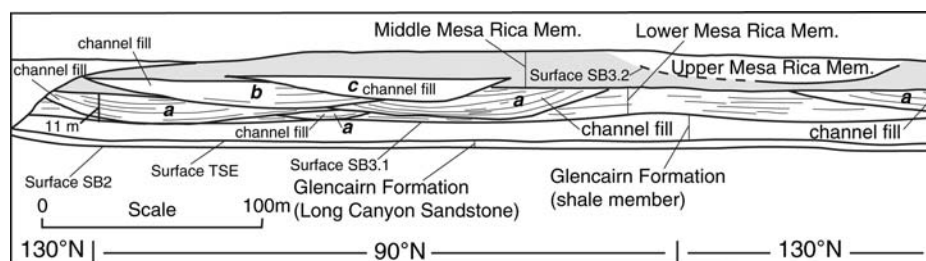 Middle Mesa Rica Mem.
Lower Mesa Rica Mem.
channel fill
channel fill
Surface SB3.2
Upper Mesa Rica Mem.
b
c channel fill
a
a
a
11 m
channel fill
a
channel fill
channel fill
Surface SB2
Surface TSE
Surface SB3.1
Glencairn Formation
(Long Canyon Sandstone)
Glencairn Formation
(shale member)
0 Scale 100m
130°N 90°N 130°N